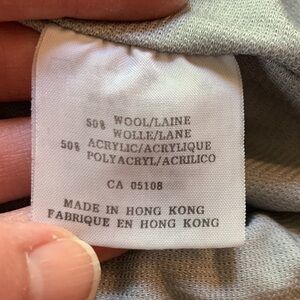 50% WOOL/LAINE
WOLLE/LANE
50% ACRYLIC/ACRYLIQUE
POLYACRYL/ACRILICO
CA 05108
MADE IN HONG KONG
FABRIQUE EN HONG KONG